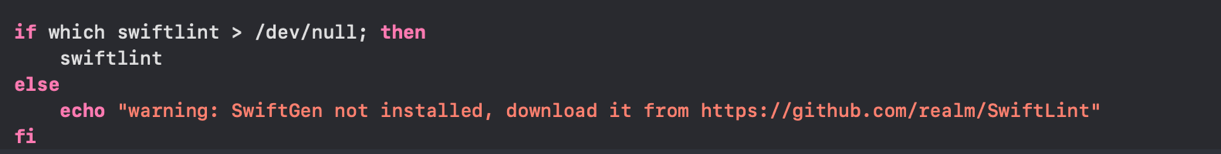 if which swiftlint > /dev/null; then
    swiftlint
else
    echo "warning: SwiftGen not installed, download it from https://github.com/realm/SwiftLint"
fi